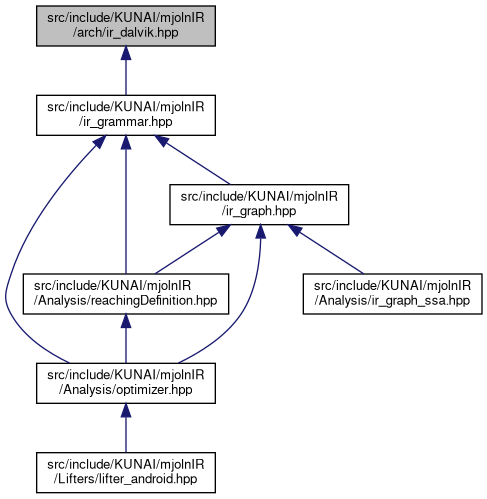 src/include/KUNAI/mjolnIR
/arch/ir_dalvik.hpp
src/include/KUNAI/mjolnIR
/ir_grammar.hpp
src/include/KUNAI/mjolnIR
/ir_graph.hpp
src/include/KUNAI/mjolnIR
/Analysis/reachingDefinition.hpp
src/include/KUNAI/mjolnIR
/Analysis/ir_graph_ssa.hpp
src/include/KUNAI/mjolnIR
/Analysis/optimizer.hpp
src/include/KUNAI/mjolnIR
/Lifters/lifter_android.hpp